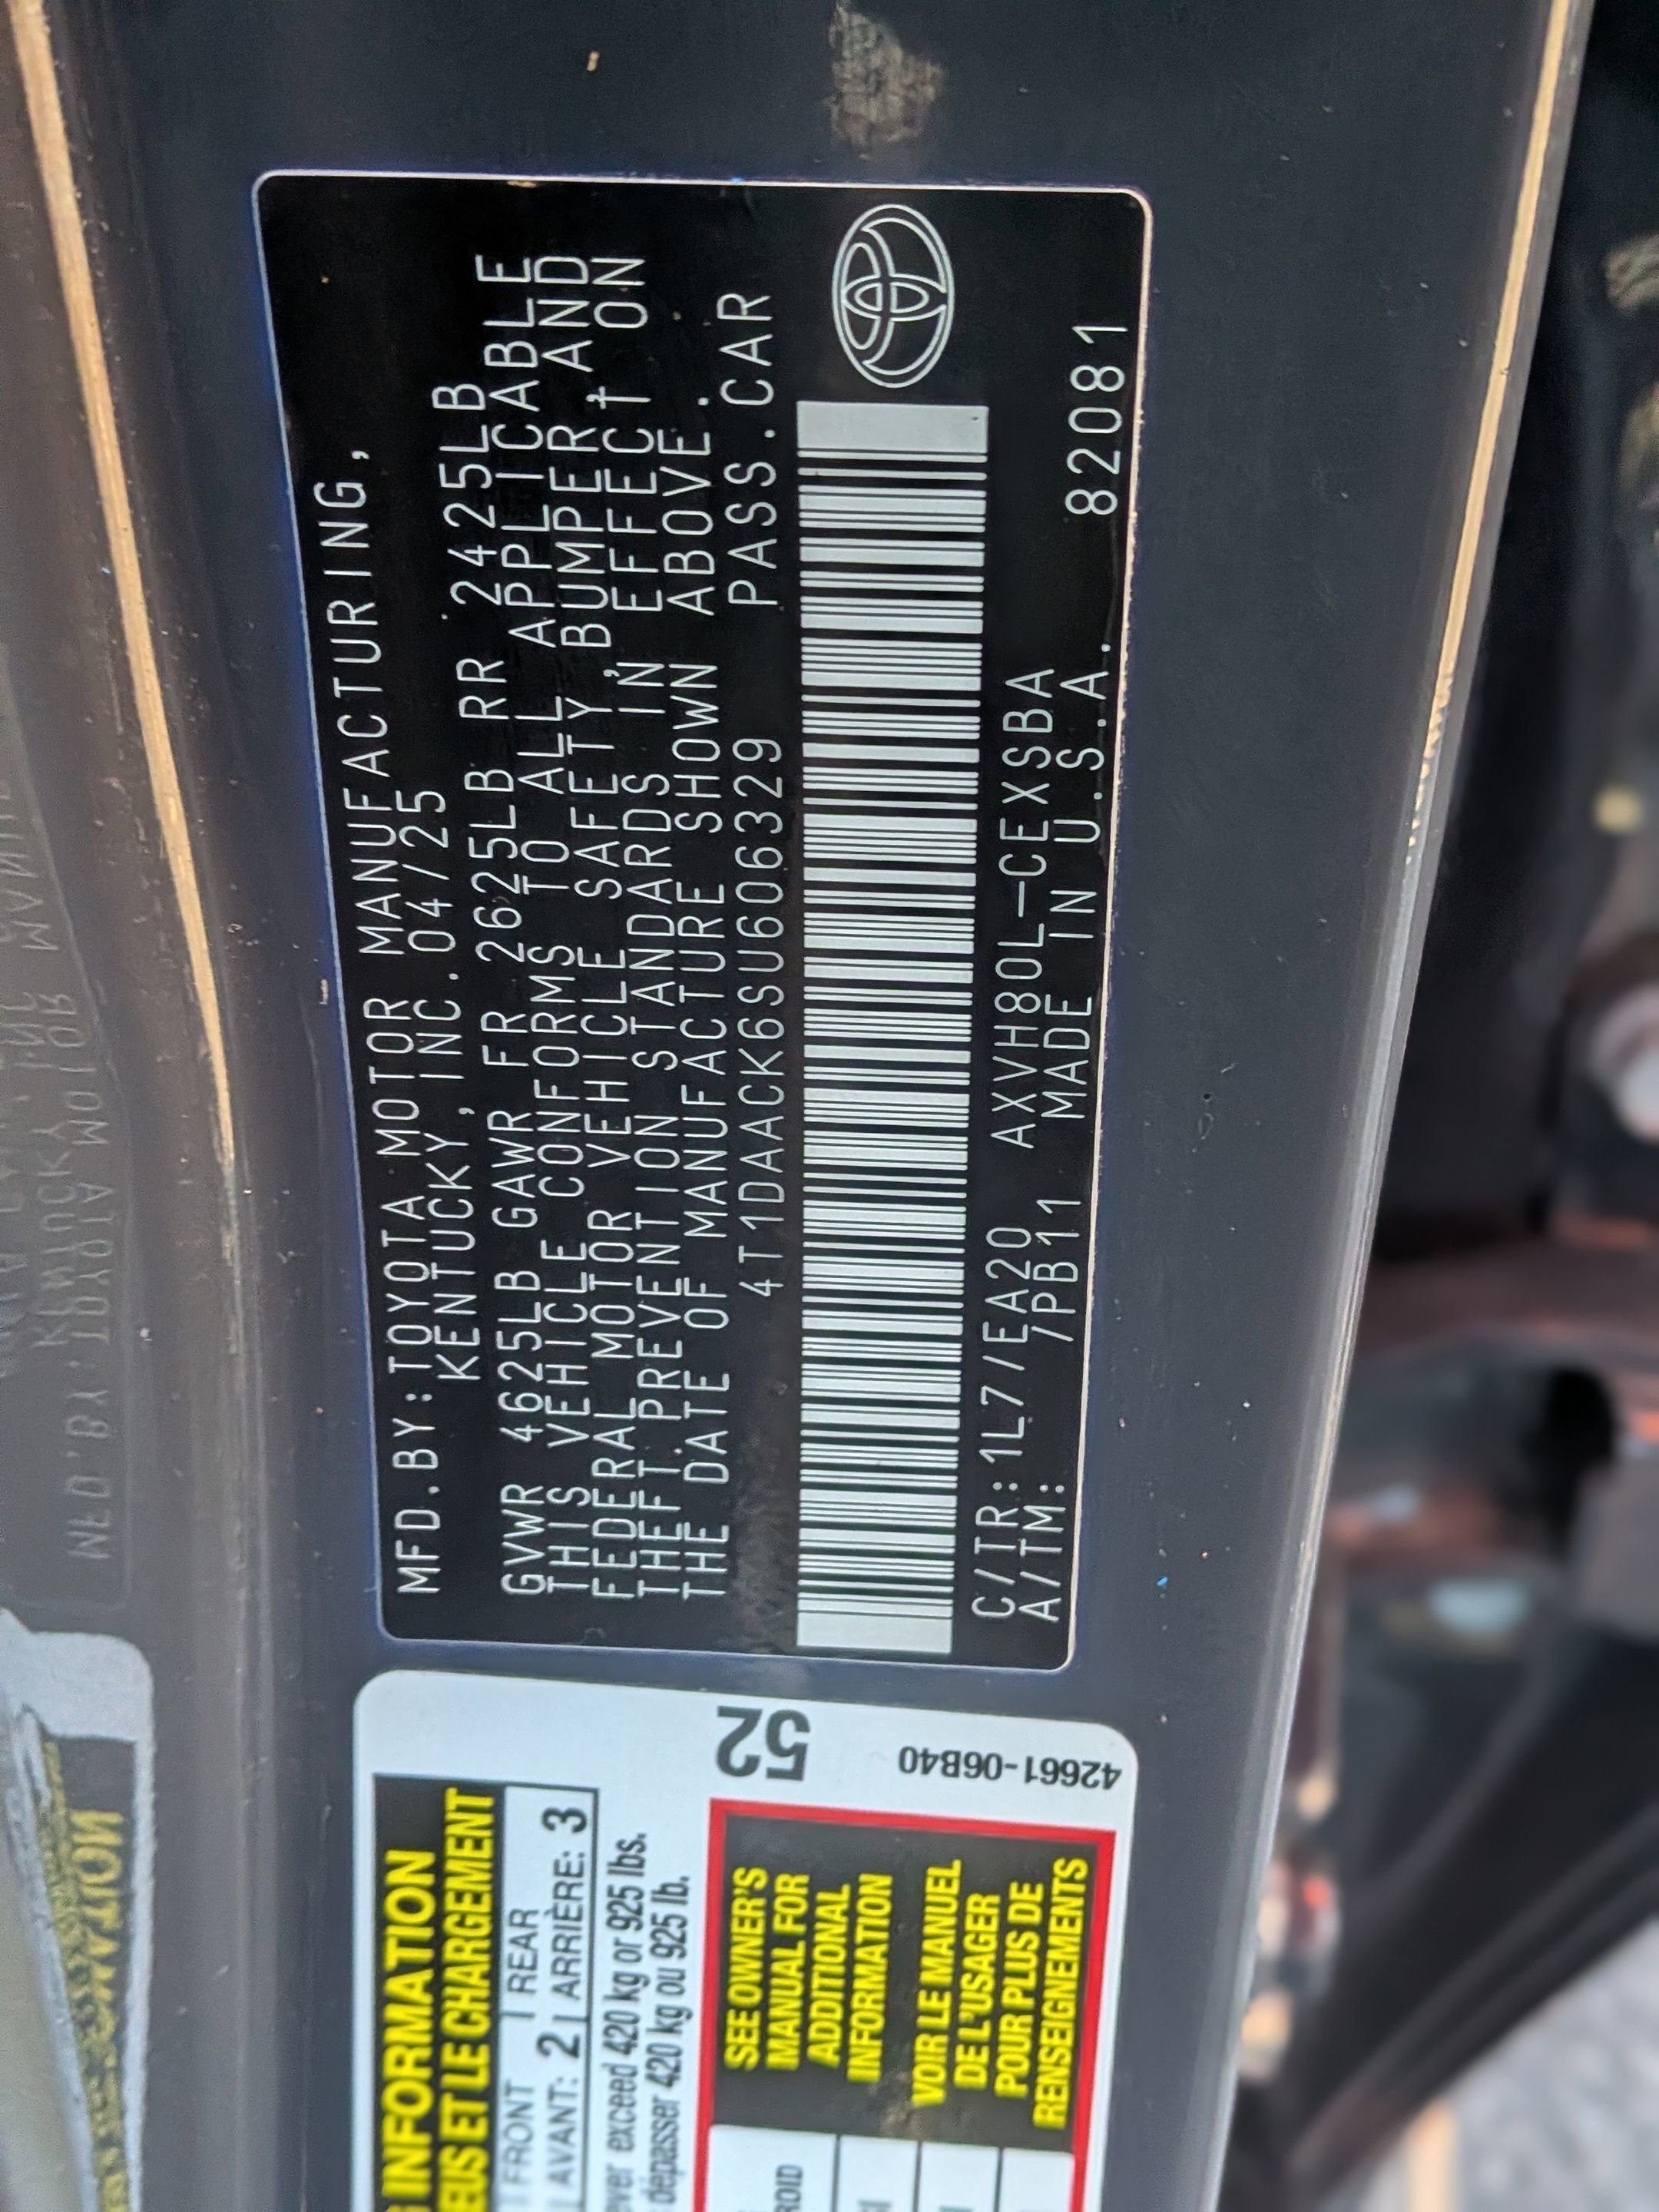 MFD.BY:TOYOTA MOTOR MANUFACTURING,
KENTUCKY, INC. 04/25
GVWR 4625LB GAWR FR 2625LB RR 2425LB
THIS VEHICLE CONFORMS TO ALL APPLICABLE
FEDERAL MOTOR VEHICLE SAFETY,BUMPER,AND
THEFT PREVENTION STANDARDS IN EFFECT ON
THE DATE OF MANUFACTURE SHOWN ABOVE.
4T1DAACK6SU606329 PASS.CAR
C/TR:1L7/EA20 AXVH80L-CEXSBA
A/TM: /PB11 MADE IN U.S.A. 82081
INFORMATION
EUS ET LE CHARGEMENT
FRONT REAR
AVANT: 2 ARRIÈRE: 3
exceed 420 kg or 925 lbs.
dépasser 420 kg ou 925 lb.
52
42661-06B40
SEE OWNER'S
MANUAL FOR
ADDITIONAL
INFORMATION
VOIR LE MANUEL
DE L'USAGER
POUR PLUS DE
RENSEIGNEMENTS